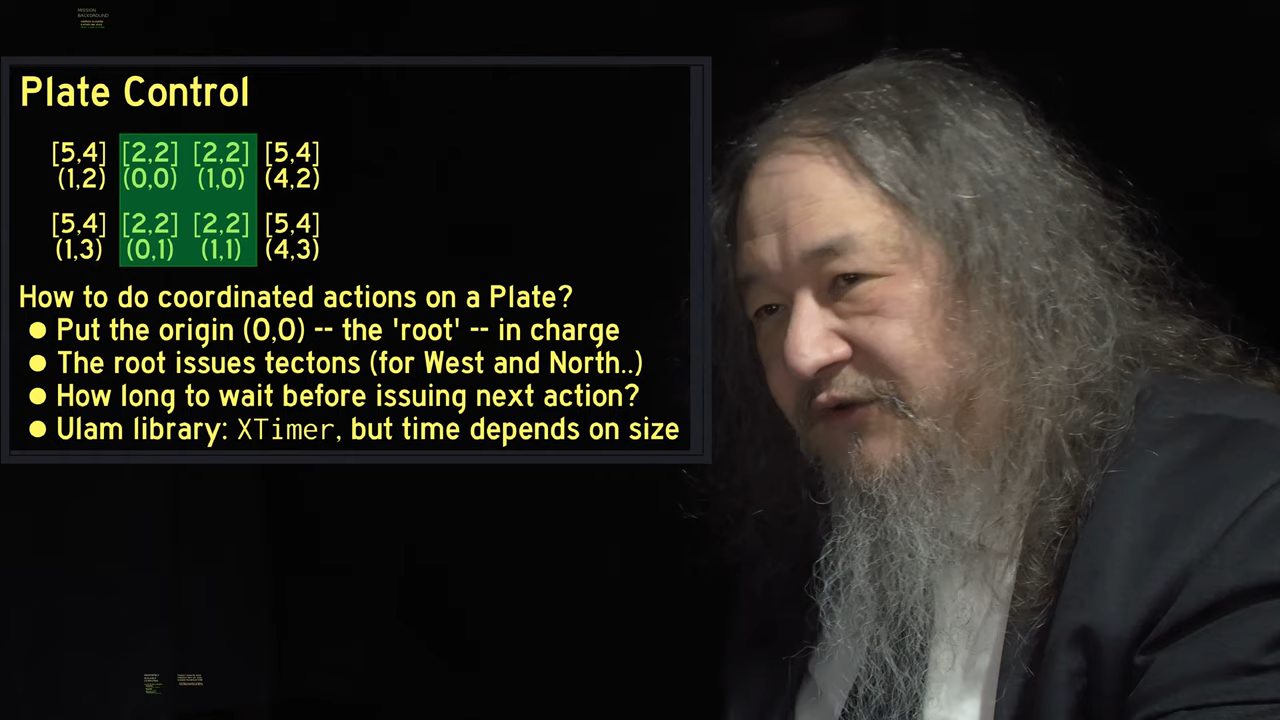 MISSION
BACKGROUND
Plate Control
[5,4] [2,2] [2,2] [5,4]
(1,2) (0,0) (1,0) (4,2)
[5,4] [2,2] [2,2] [5,4]
(1,3) (0,1) (1,1) (4,3)
How to do coordinated actions on a Plate?
● Put the origin (0,0) -- the 'root' -- in charge
● The root issues tectons (for West and North..)
● How long to wait before issuing next action?
● Ulam library: XTimer, but time depends on size